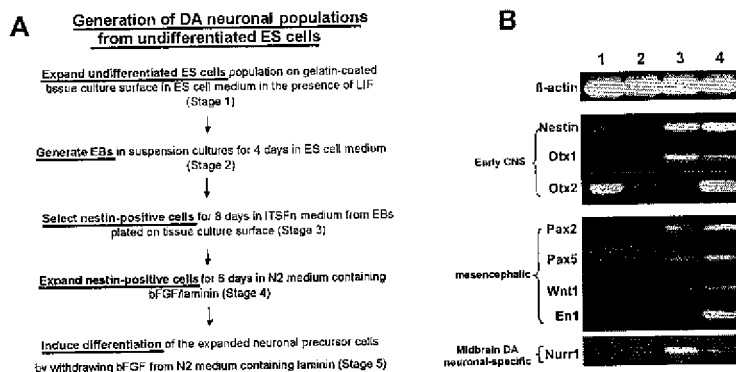 A
Generation of DA neuronal populations
from undifferentiated ES cells
Expand undifferentiated ES cells population on gelatin-coated
tissue culture surface in ES cell medium in the presence of LIF
(Stage 1)
Generate EBs in suspension cultures for 4 days in ES cell medium
(Stage 2)
Select nestin-positive cells for 8 days in ITSFn medium from EBs
plated on tissue culture surface (Stage 3)
Expand nestin-positive cells for 6 days in N2 medium containing
bFGF/laminin (Stage 4)
Induce differentiation of the expanded neuronal precursor cells
by withdrawing bFGF from N2 medium containing laminin (Stage 5)
B
1 2 3 4
ß-actin
Early CNS
Nestin
Otx1
Otx2
mesencephalic
Pax2
Pax5
Wnt1
En1
Midbrain DA
neuronal-specific
Nurr1